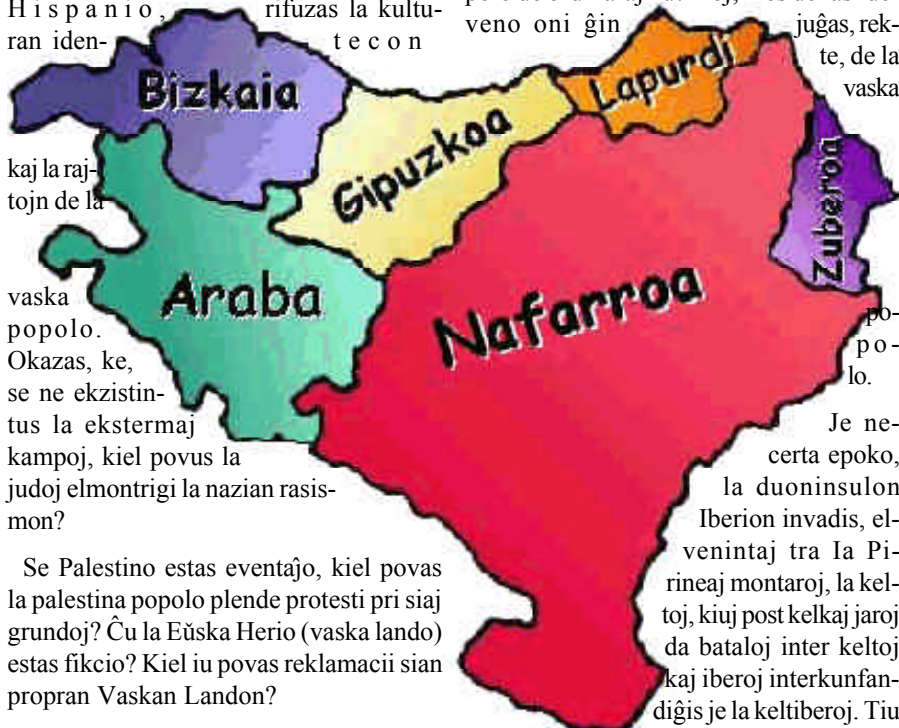 Hispanio, rifuzas la kultu-
ran iden- tecon
kaj la raj-
tojn de la
vaska
popolo.
Okazas, ke,
se ne ekzistin-
tus la ekstermaj
kampoj, kiel povus la
judoj elmontrigi la nazian rasis-
mon?
Se Palestino estas eventaĵo, kiel povas
la palestina popolo plende protesti pri siaj
grundoj? Ĉu la Eŭska Herio (vaska lando)
estas fikcio? Kiel iu povas reklamacii sian
propran Vaskan Landon?
Bizkaia
Gipuzkoa
Lapurdi
Zuberoa
Araba
Nafarroa
veno oni ĝin juĝas, rek-
te, de la
vaska
po-
po-
lo.
Je ne-
certa epoko,
la duoninsulon
Iberion invadis, el-
venintaj tra Ia Pi-
rineaj montaroj, la kel-
toj, kiuj post kelkaj jaroj
da bataloj inter keltoj
kaj iberoj interkunfan-
diĝis je la keltiberoj. Tiu